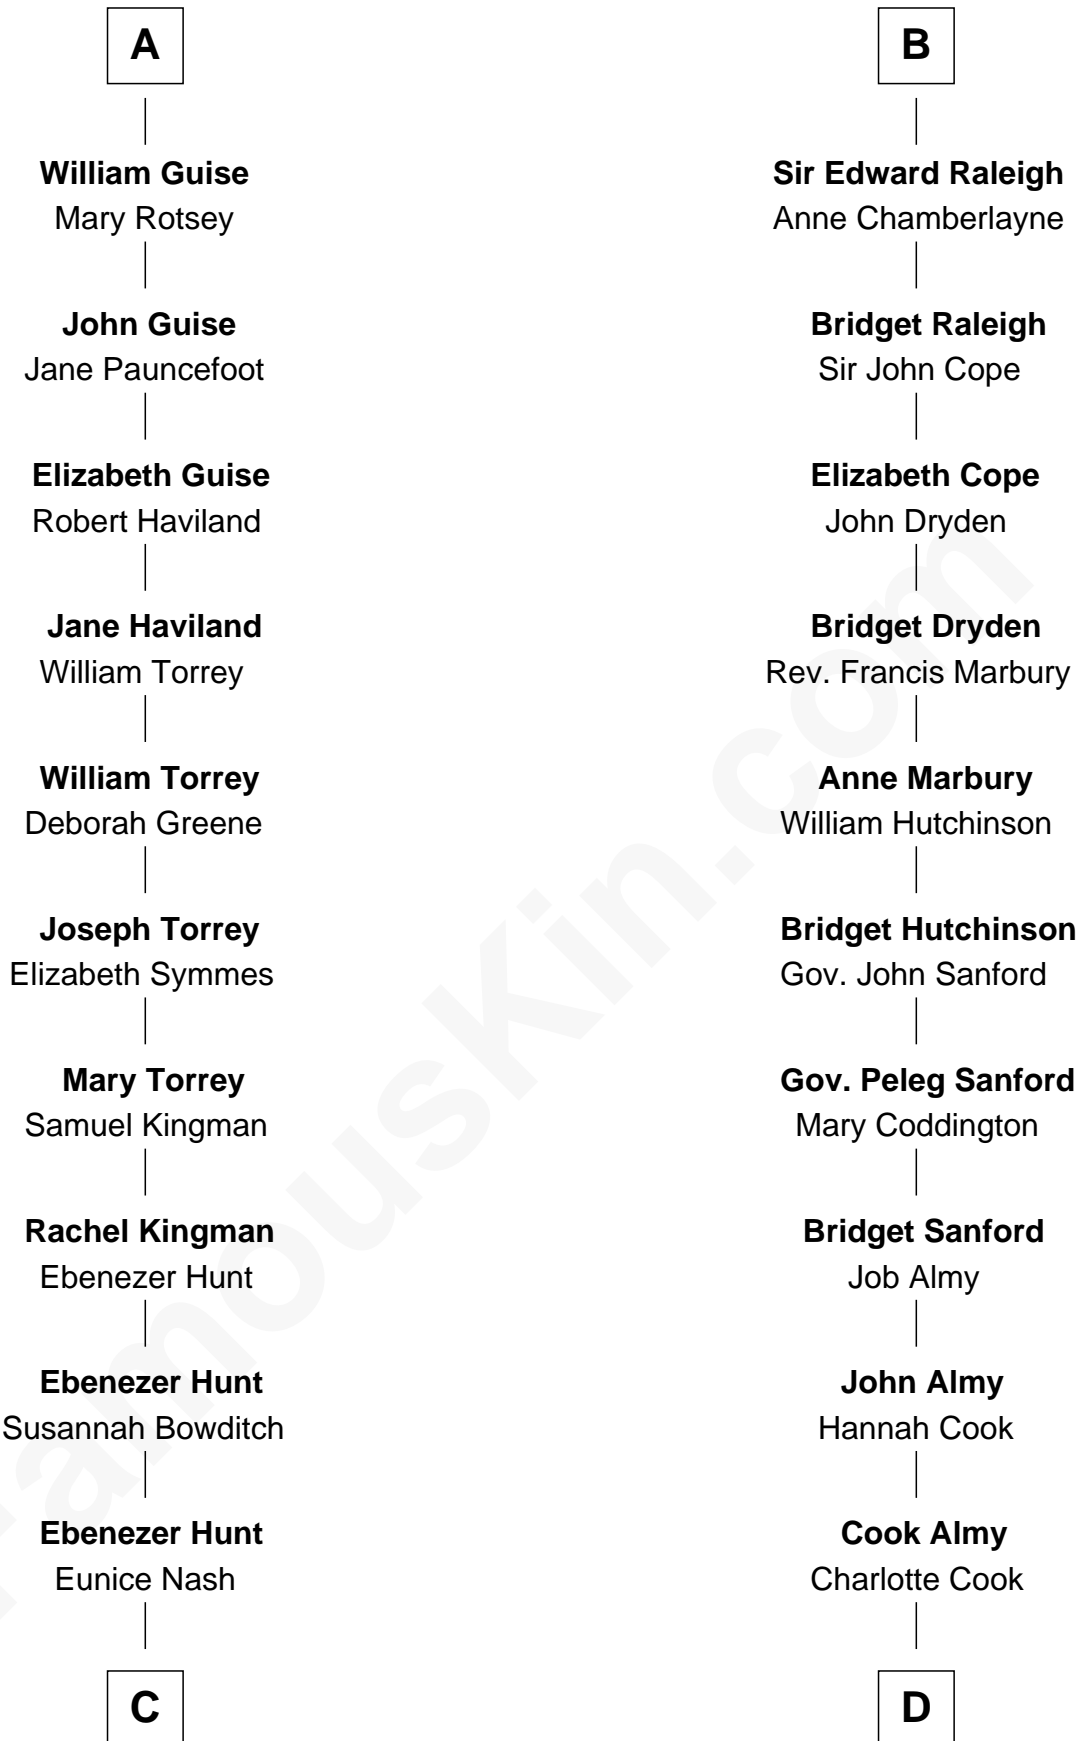 A
William Guise
Mary Rotsey
John Guise
Jane Pauncefoot
Elizabeth Guise
Robert Haviland
Jane Haviland
William Torrey
William Torrey
Deborah Greene
Joseph Torrey
Elizabeth Symmes
Mary Torrey
Samuel Kingman
Rachel Kingman
Ebenezer Hunt
Ebenezer Hunt
Susannah Bowditch
Ebenezer Hunt
Eunice Nash
C
B
Sir Edward Raleigh
Anne Chamberlayne
Bridget Raleigh
Sir John Cope
Elizabeth Cope
John Dryden
Bridget Dryden
Rev. Francis Marbury
Anne Marbury
William Hutchinson
Bridget Hutchinson
Gov. John Sanford
Gov. Peleg Sanford
Mary Coddington
Bridget Sanford
Job Almy
John Almy
Hannah Cook
Cook Almy
Charlotte Cook
D
FamousKin.com